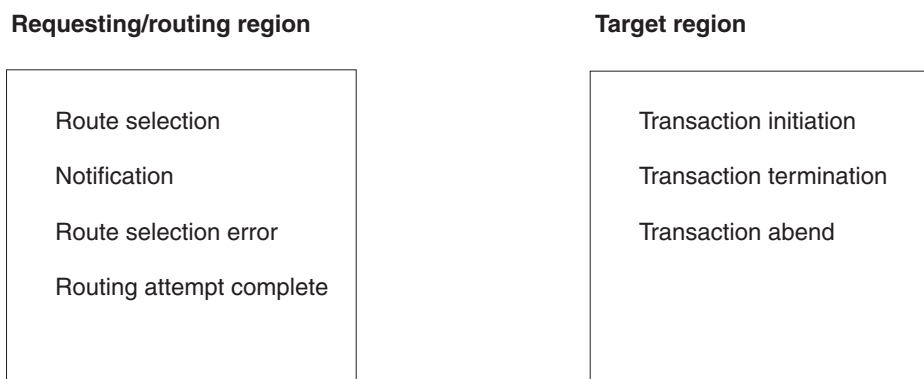 Requesting/routing region
Route selection
Notification
Route selection error
Routing attempt complete
Target region
Transaction initiation
Transaction termination
Transaction abend